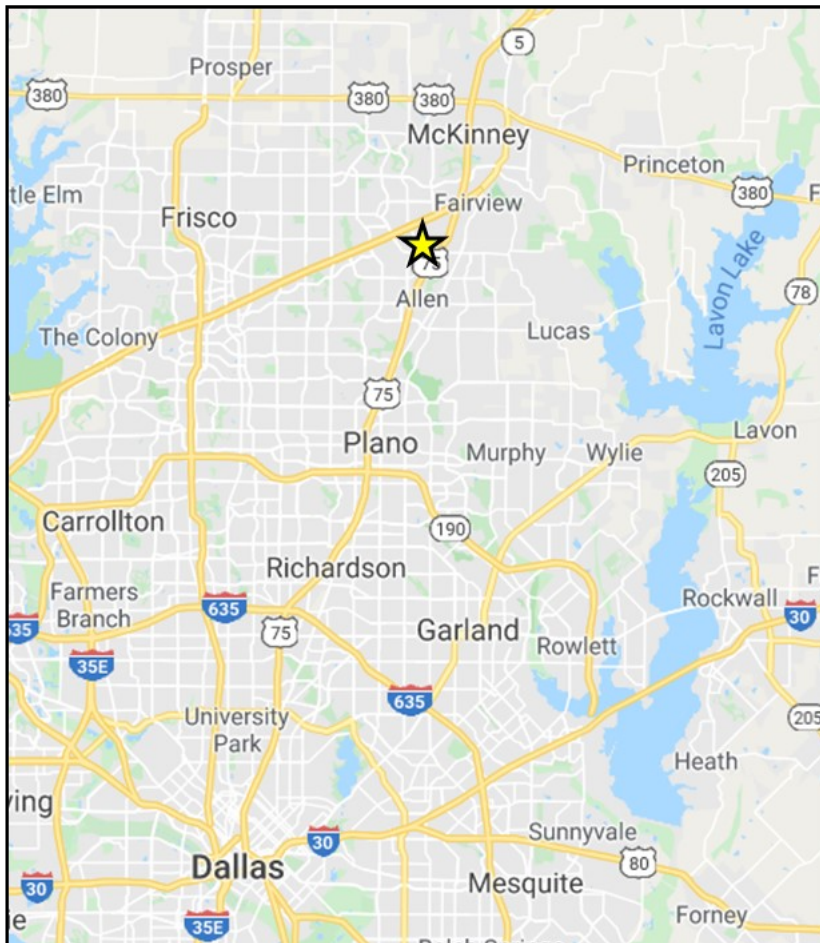 5
Prosper
380
380
380
McKinney
Princeton
tle Elm
Fairview
380
F
Frisco
75
Lavon Lake
78
Allen
The Colony
Lucas
75
Plano
Murphy
Wylie
Lavon
205
Carrollton
190
Richardson
Farmers
Branch
635
Rockwall
F
30
635
75
Garland
Rowlett
35E
635
University
Park
205
Heath
ving
30
Sunnyvale
80
Dallas
30
Mesquite
ie
35E
Forney